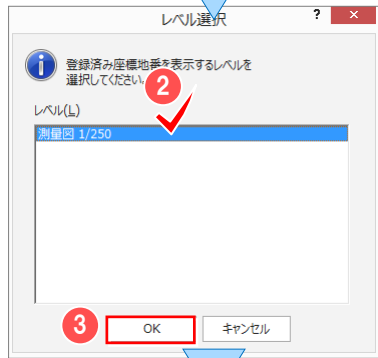 レベル選択
? ×
登録済み座標地番を表示するレベルを
選択してください。
2
レベル(L)
測量図 1/250
3
OK
キャンセル